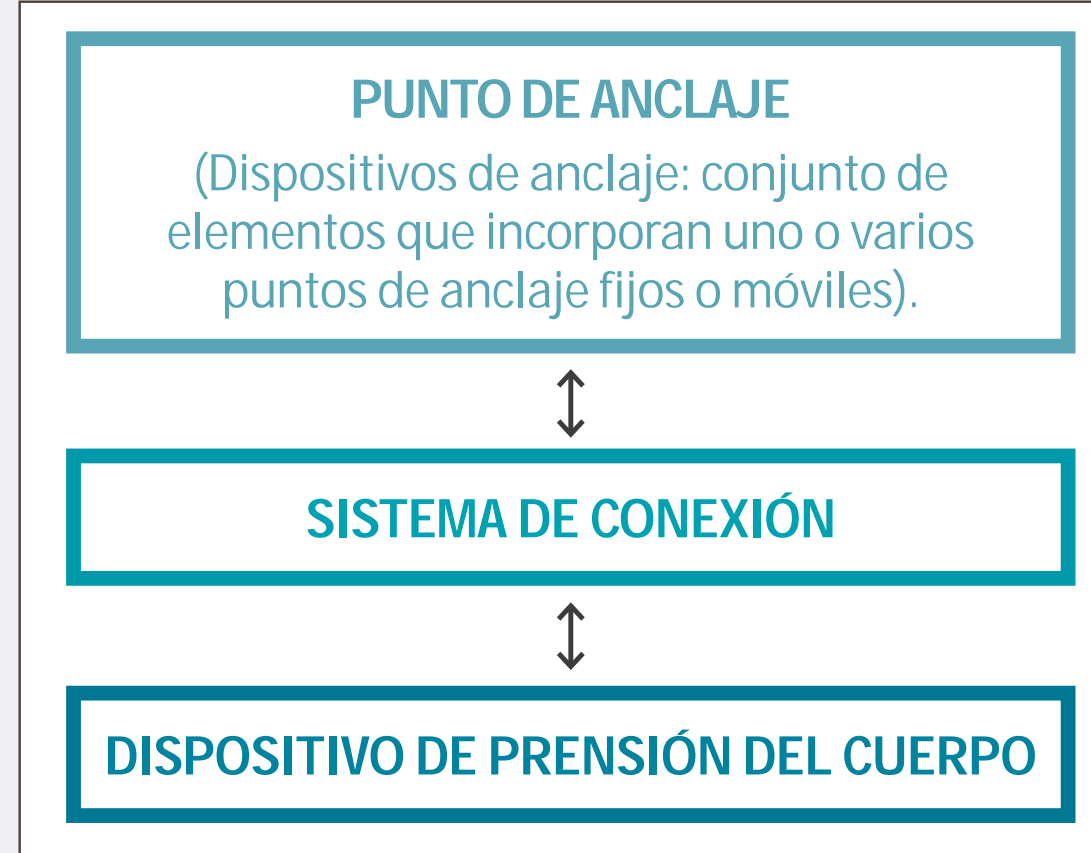 PUNTO DE ANCLAJE
(Dispositivos de anclaje: conjunto de
elementos que incorporan uno o varios
puntos de anclaje fijos o móviles).
SISTEMA DE CONEXIÓN
DISPOSITIVO DE PRENSIÓN DEL CUERPO